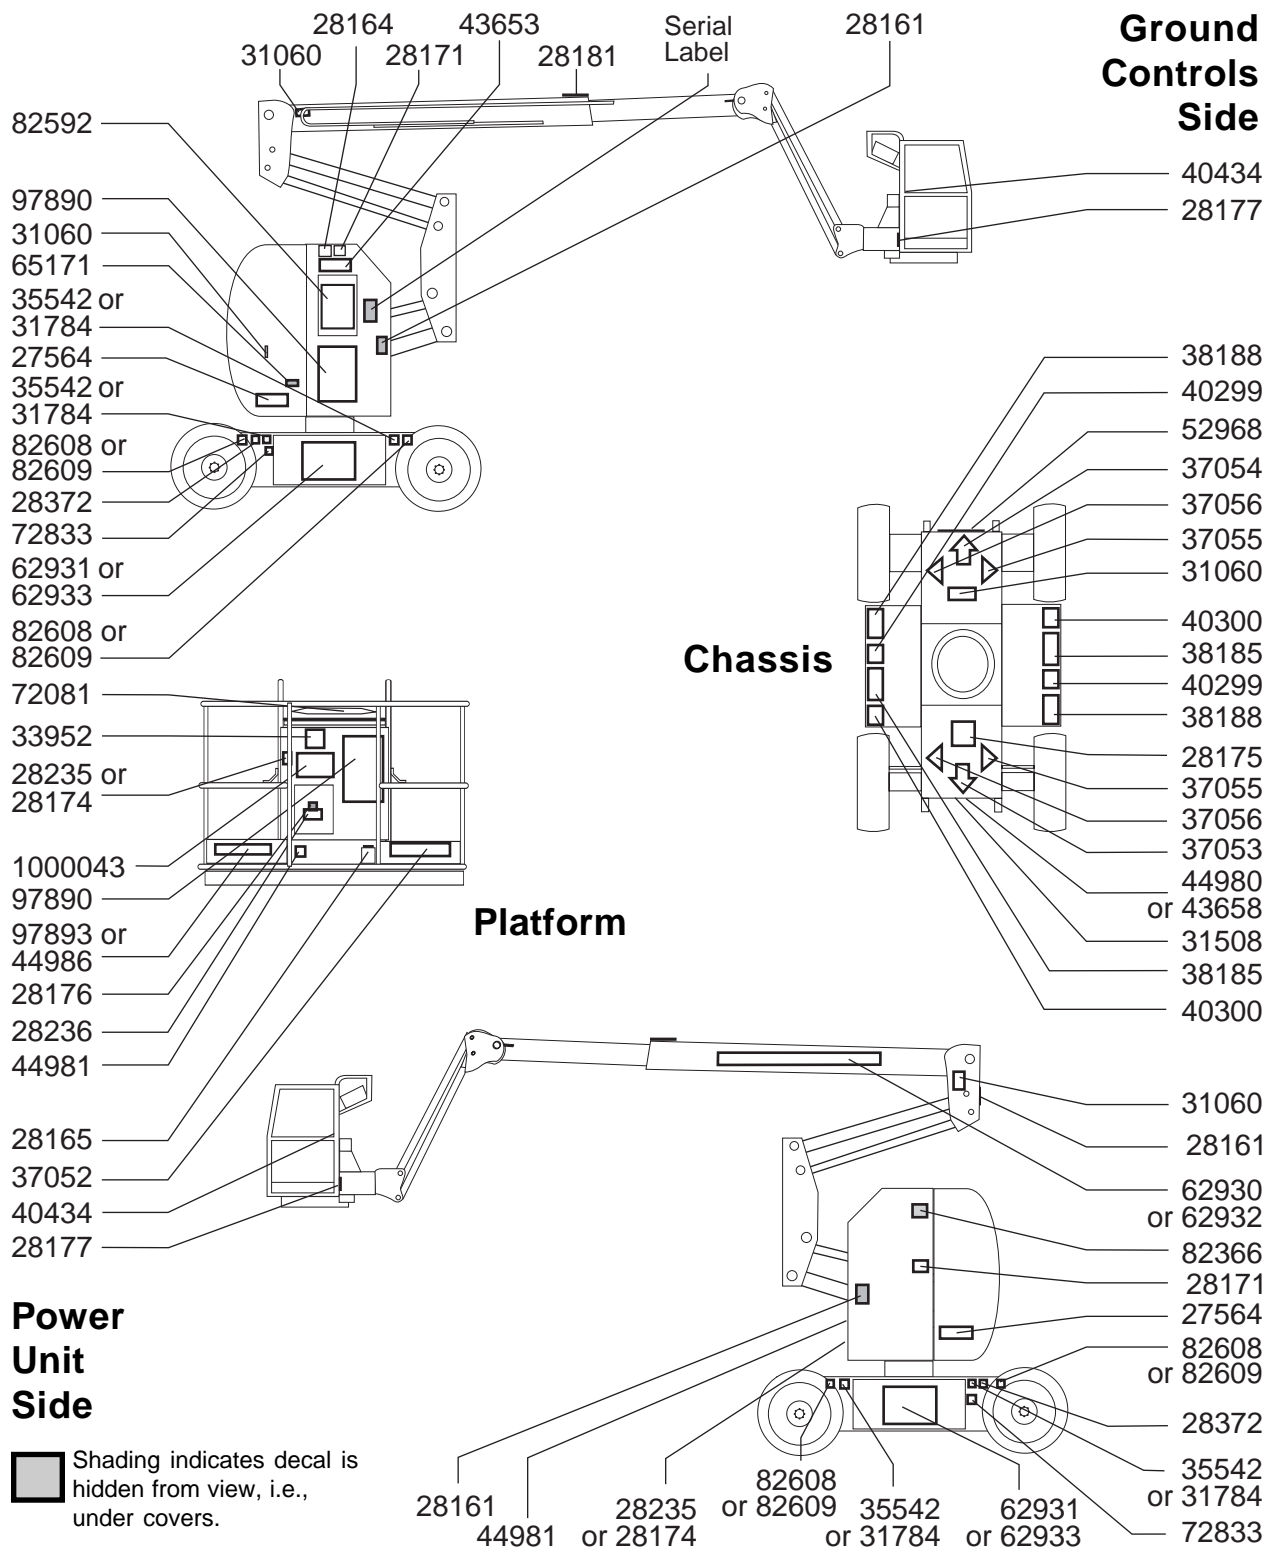 28164
43653
Serial
Label
28161
31060
28171
28181
Ground
Controls
Side
82592
97890
31060
65171
35542 or
31784
27564
35542 or
31784
82608 or
82609
28372
72833
62931 or
62933
82608 or
82609
40434
28177
38188
40299
52968
37054
37056
37055
31060
40300
38185
40299
38188
28175
37055
37056
37053
44980
or 43658
31508
38185
40300
Chassis
72081
33952
28235 or
28174
1000043
97890
97893 or
44986
28176
28236
44981
28165
37052
40434
28177
Platform
31060
28161
62930
or 62932
82366
28171
27564
82608
or 82609
28372
35542
or 31784
72833
Power
Unit
Side
Shading indicates decal is
hidden from view, i.e.,
under covers.
28161
44981
28235
or 28174
82608
or 82609
35542
or 31784
62931
or 62933